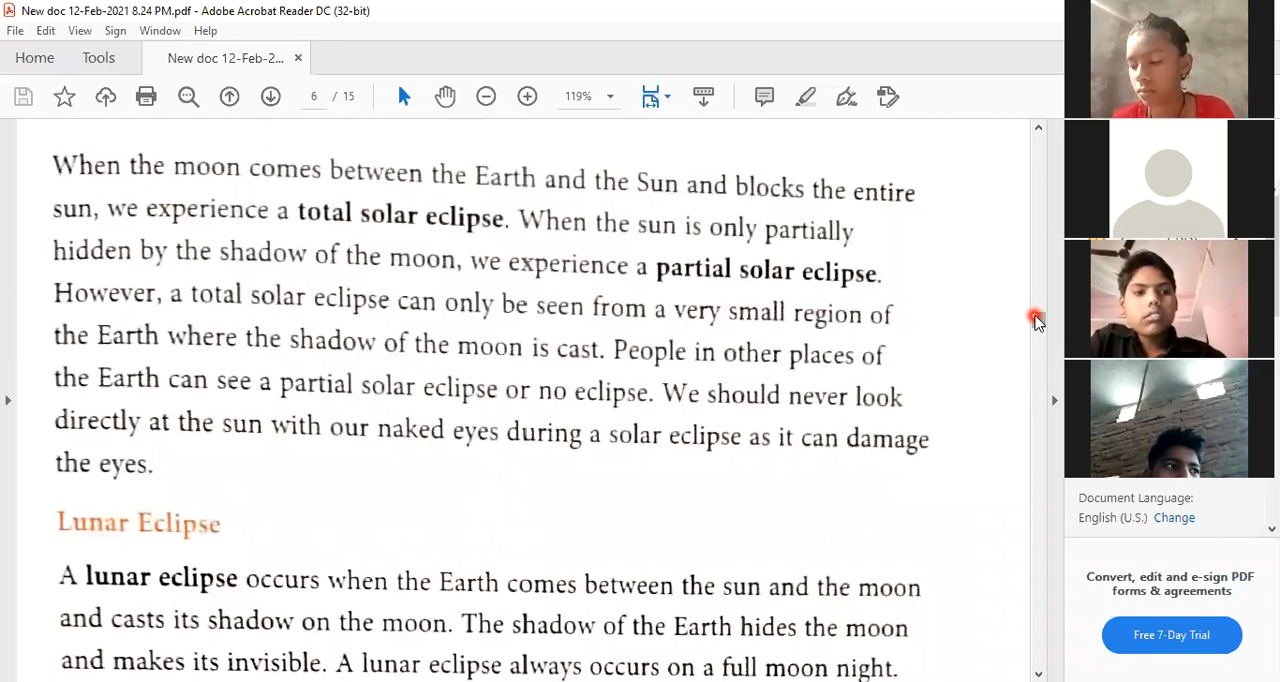 New doc 12-Feb-2021 8.24 PM.pdf - Adobe Acrobat Reader DC (32-bit)
File Edit View Sign Window Help
Home Tools New doc 12-Feb-2... ×
6 / 15 119%
When the moon comes between the Earth and the Sun and blocks the entire
sun, we experience a total solar eclipse. When the sun is only partially
hidden by the shadow of the moon, we experience a partial solar eclipse.
However, a total solar eclipse can only be seen from a very small region of
the Earth where the shadow of the moon is cast. People in other places of
the Earth can see a partial solar eclipse or no eclipse. We should never look
directly at the sun with our naked eyes during a solar eclipse as it can damage
the eyes.
Lunar Eclipse
A lunar eclipse occurs when the Earth comes between the sun and the moon
and casts its shadow on the moon. The shadow of the Earth hides the moon
and makes its invisible. A lunar eclipse always occurs on a full moon night.
Document Language:
English (U.S.) Change
Convert, edit and e-sign PDF
forms & agreements
Free 7-Day Trial